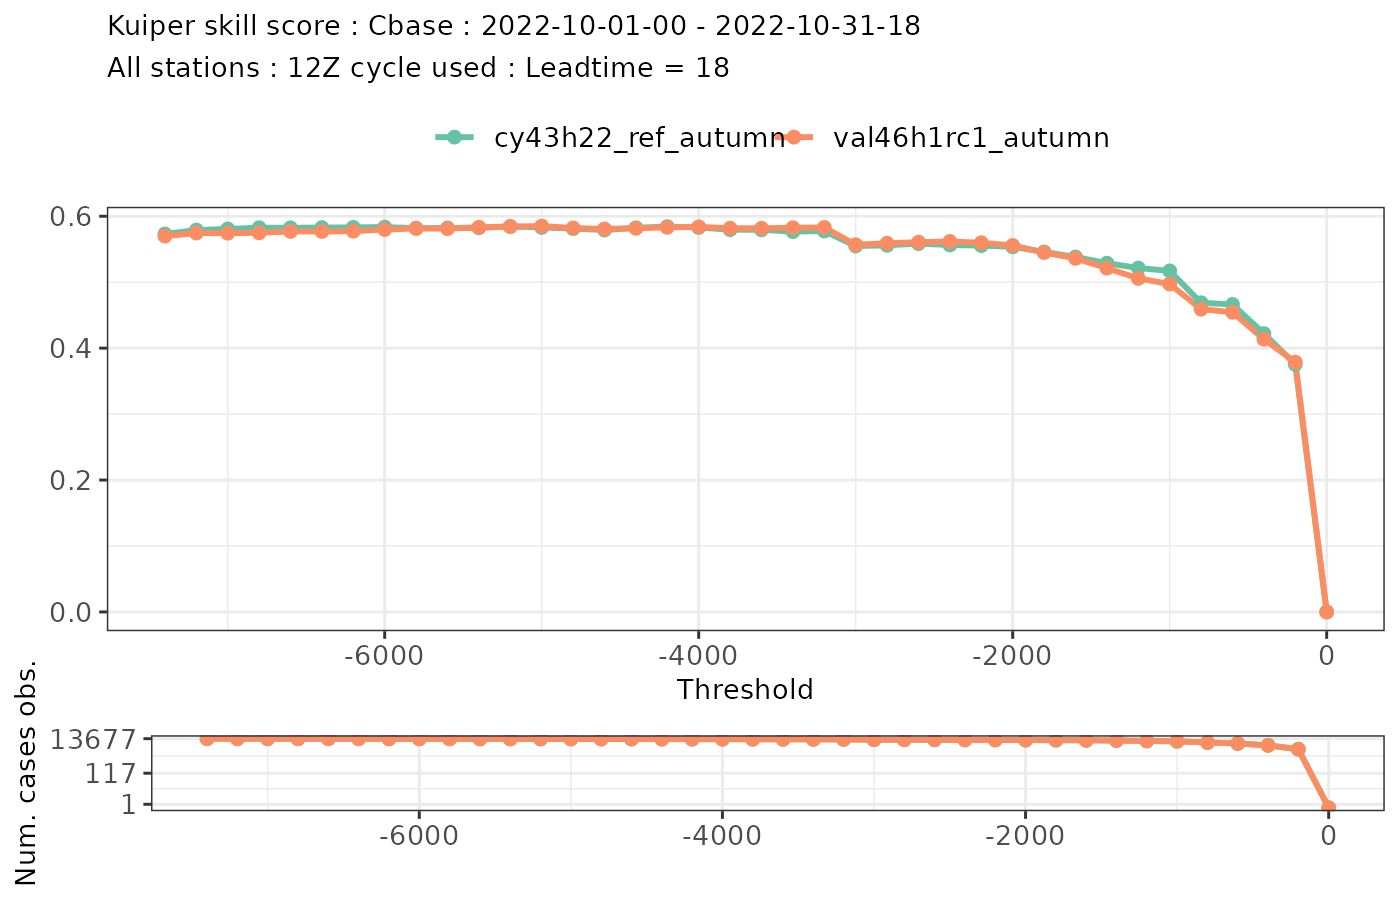 Kuiper skill score : Cbase : 2022-10-01-00 - 2022-10-31-18
All stations : 12Z cycle used : Leadtime = 18
cy43h22_ref_autumn val46h1rc1_autumn
0.6
0.4
0.2
0.0
-6000 -4000 -2000 0
Threshold
Num. cases obs.
13677
117
1
-6000 -4000 -2000 0